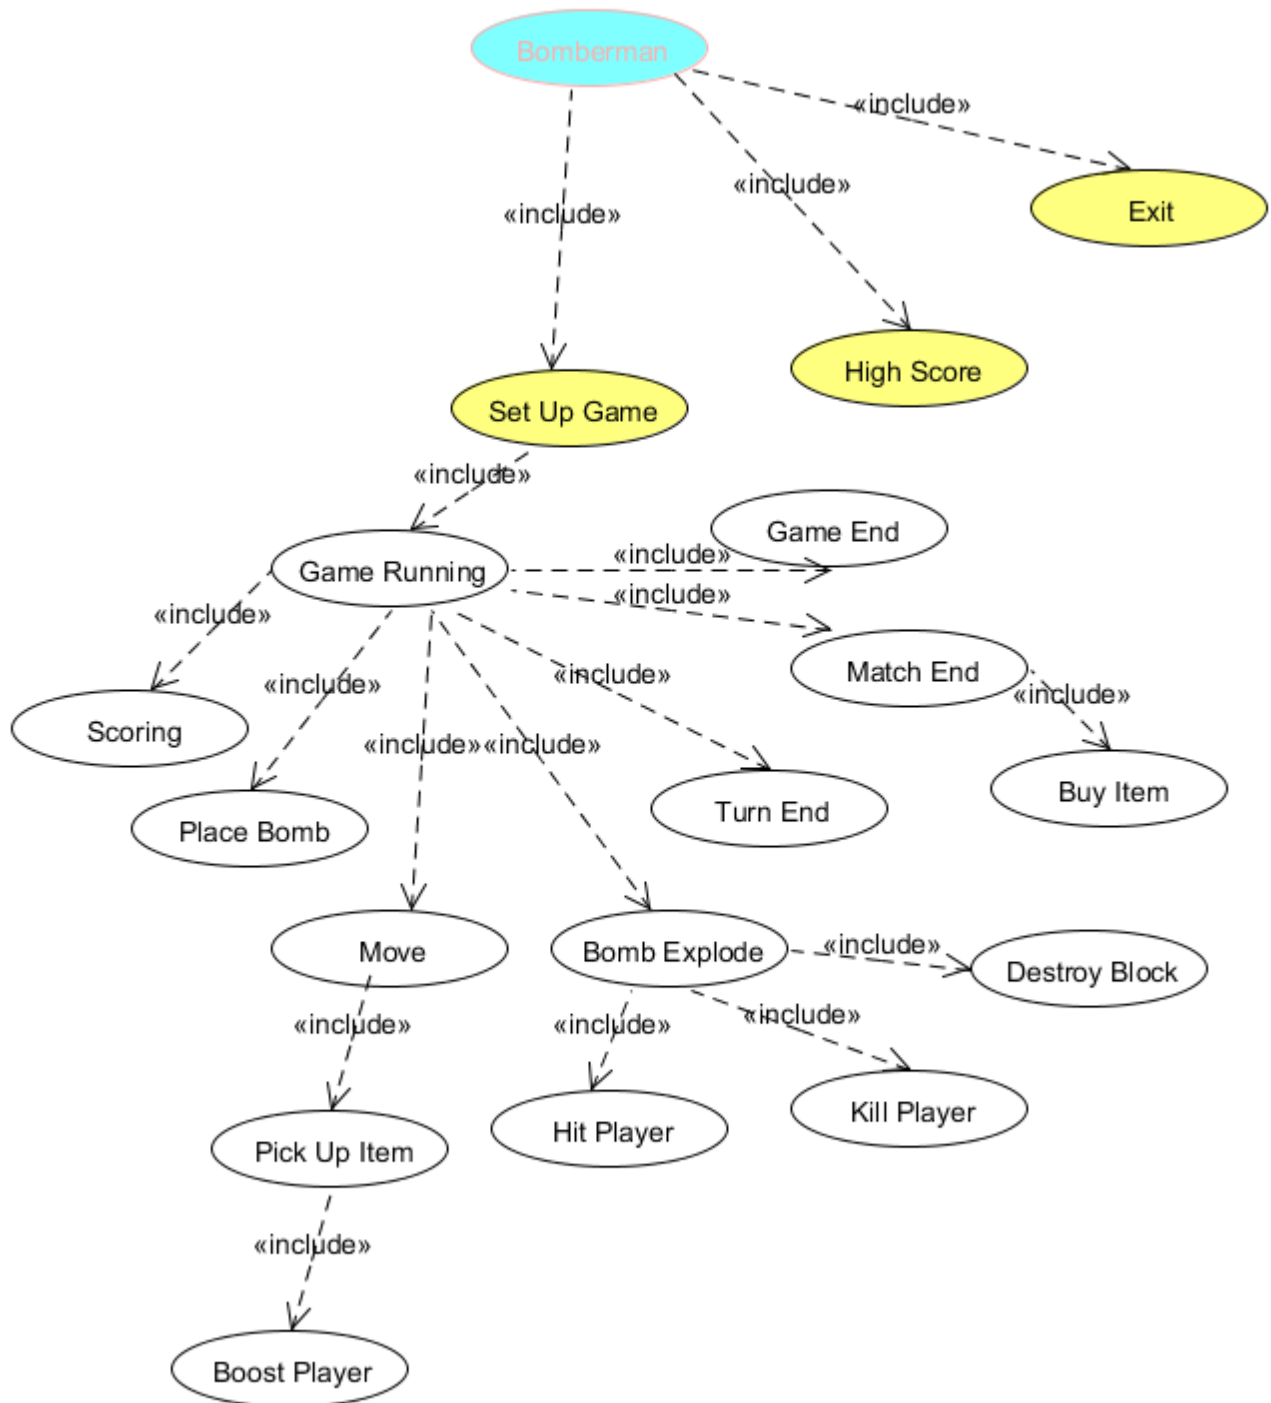 Bomberman
«include»
Exit
«include»
«include»
High Score
Set Up Game
«include»
Game End
«include»
Game Running
«include»
«include»
Match End
«include»
«include»
«include»
Scoring
«include»
«include»
Buy Item
Turn End
Place Bomb
Move
Bomb Explode
«include»
Destroy Block
«include»
«include»
«include»
Kill Player
Hit Player
Pick Up Item
«include»
Boost Player